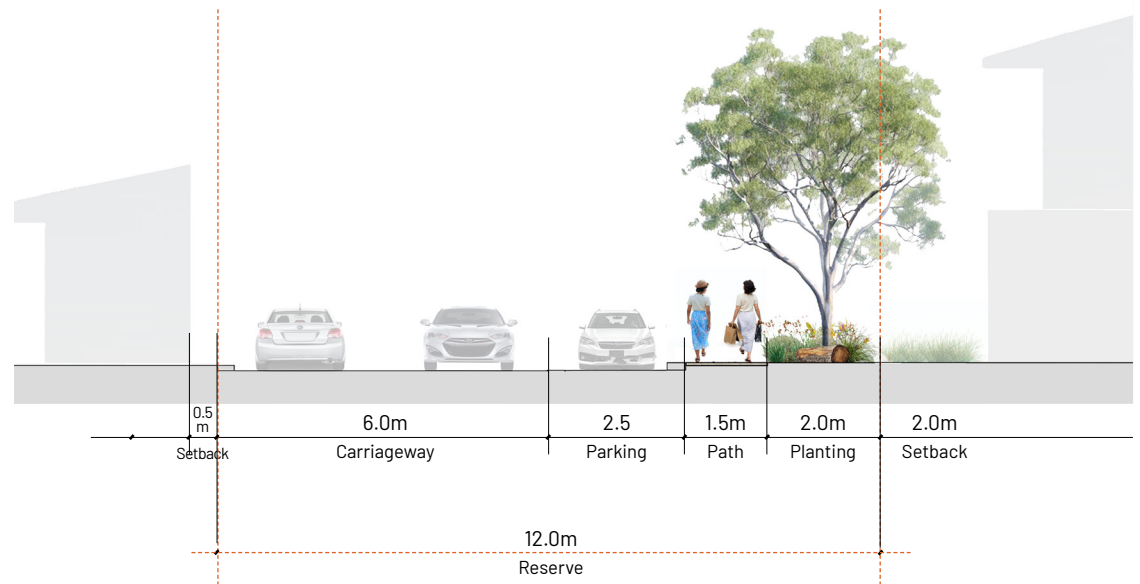 0.5
m
6.0m
2.5
1.5m
2.0m
2.0m
Setback
Carriageway
Parking
Path
Planting
Setback
12.0m
Reserve